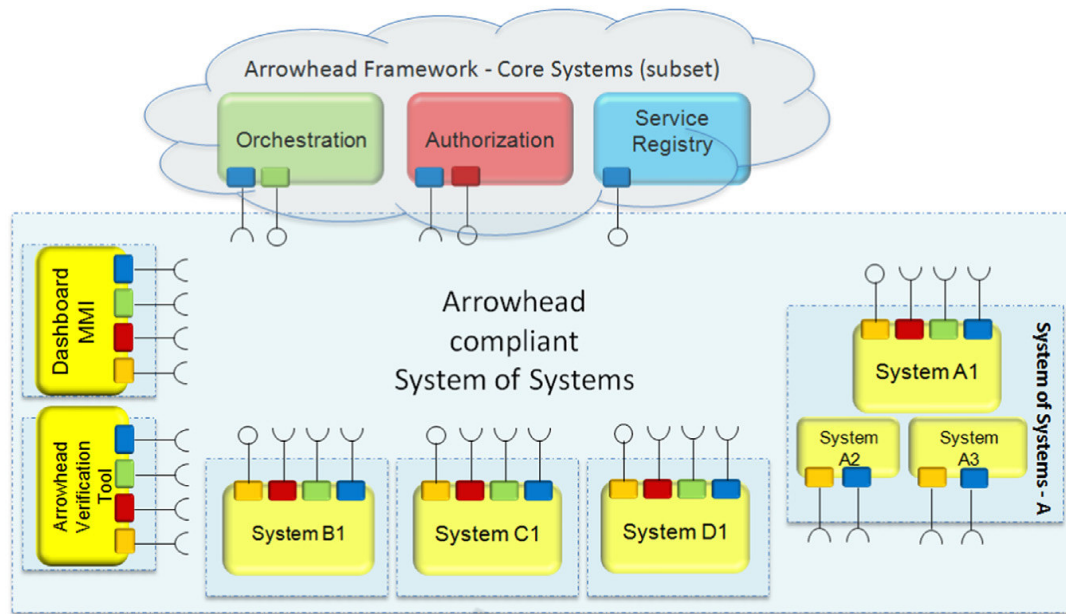 Arrowhead Framework - Core Systems (subset)
Orchestration
Authorization
Service
Registry
Dashboard
MMI
Arrowhead
compliant
System of Systems
System of Systems - A
System A1
System
A2
System
A3
Arrowhead
Verification
Tool
System B1
System C1
System D1